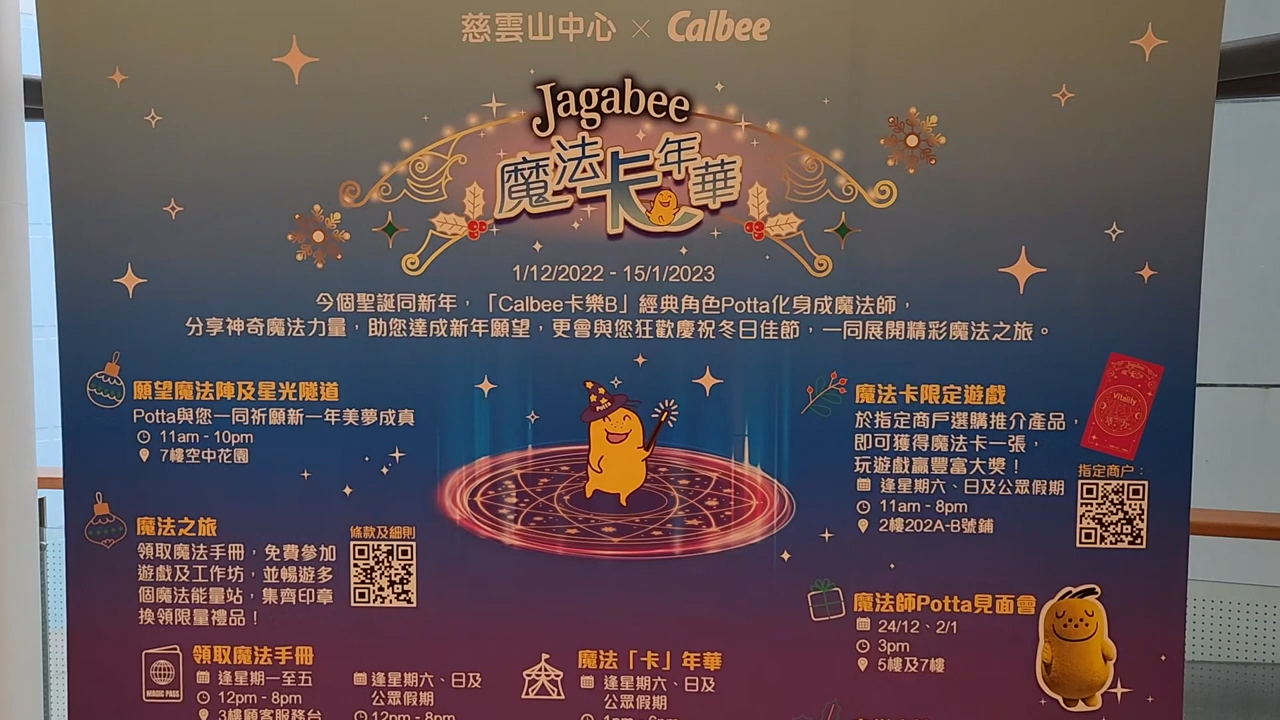 慈雲山中心 × Calbee
Jagabee
魔法卡年華
1/12/2022 - 15/1/2023
今個聖誕同新年，「Calbee卡樂B」經典角色Potta化身成魔法師，
分享神奇魔法力量，助您達成新年願望，更會與您狂歡慶祝冬日佳節，一同展開精彩魔法之旅。
願望魔法陣及星光隧道
Potta與您一同祈願新一年美夢成真
11am - 10pm
7樓空中花園
魔法之旅
領取魔法手冊，免費參加
遊戲及工作坊，並暢遊多
個魔法能量站，集齊印章
換領限量禮品！
條款及細則
領取魔法手冊
MAGIC PASS
逢星期一至五
12pm - 8pm
3樓顧客服務台
逢星期六、日及
公眾假期
12pm - 8pm
魔法「卡」年華
逢星期六、日及
公眾假期
Potta
魔法卡限定遊戲
於指定商戶選購推介產品，
即可獲得魔法卡一張，
玩遊戲贏豐富大獎！
逢星期六、日及公眾假期
11am - 8pm
2樓202A-B號鋪
Vitality
指定商户：
魔法師Potta見面會
24/12、2/1
3pm
5樓及7樓